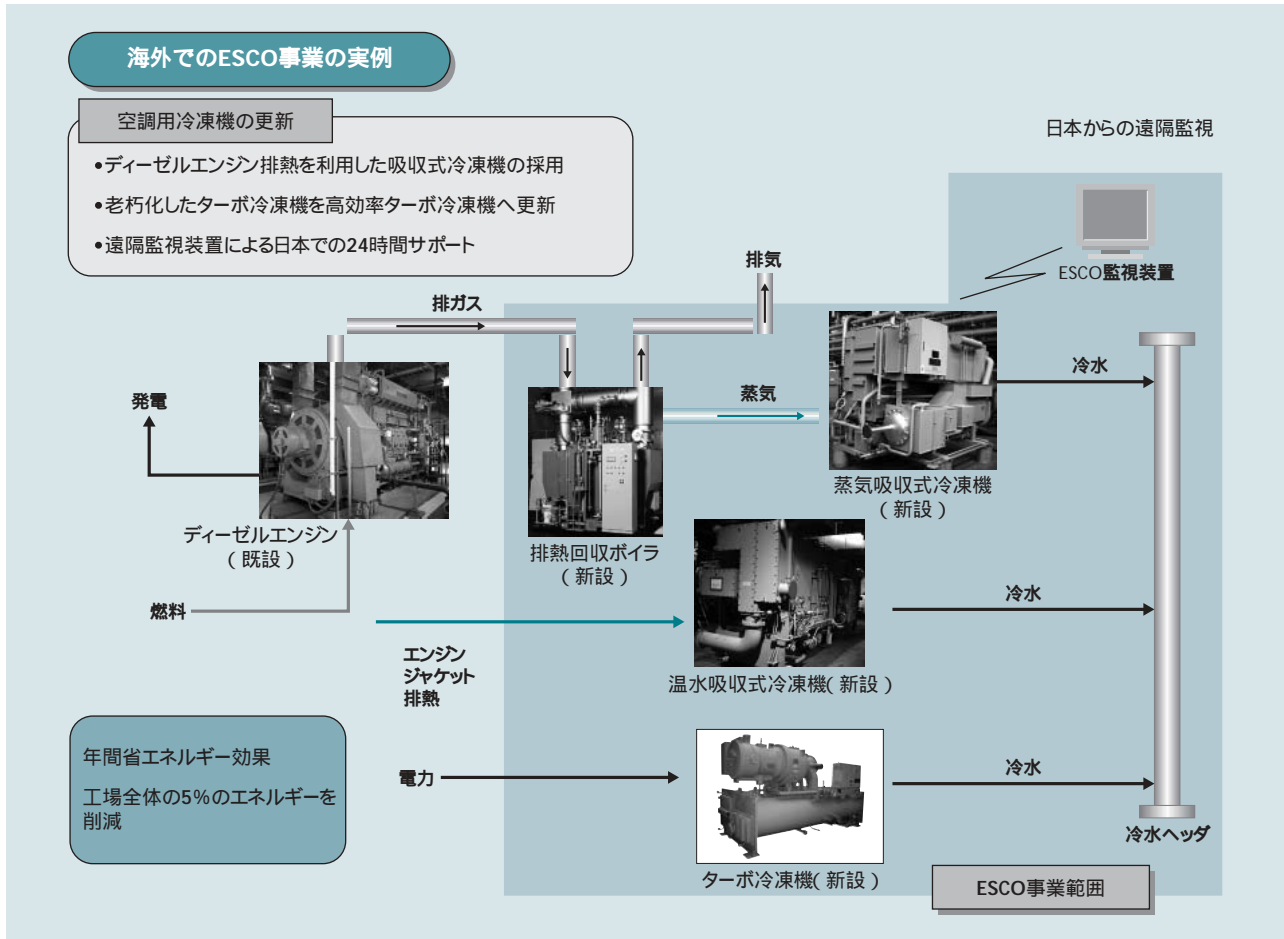 海外でのESCO事業の実例
空調用冷凍機の更新
•ディーゼルエンジン排熱を利用した吸収式冷凍機の採用
•老朽化したターボ冷凍機を高効率ターボ冷凍機へ更新
•遠隔監視装置による日本での24時間サポート
日本からの遠隔監視
ESCO監視装置
排気
排ガス
発電
蒸気
冷水
ディーゼルエンジン
(既設)
排熱回収ボイラ
(新設)
蒸気吸収式冷凍機
(新設)
燃料
エンジン
ジャケット
排熱
温水吸収式冷凍機(新設)
冷水
年間省エネルギー効果
工場全体の5%のエネルギーを
削減
電力
ターボ冷凍機(新設)
冷水
冷水ヘッダ
ESCO事業範囲